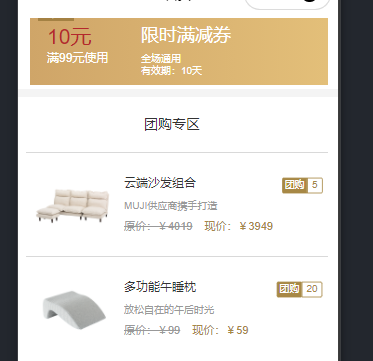 10元
限时满减券
满99元使用
全场通用
有效期：10天
团购专区
云端沙发组合
团购 5
MUJI供应商携手打造
原价：￥4019 现价：￥3949
多功能午睡枕
团购 20
放松自在的午后时光
原价：￥99 现价：￥59